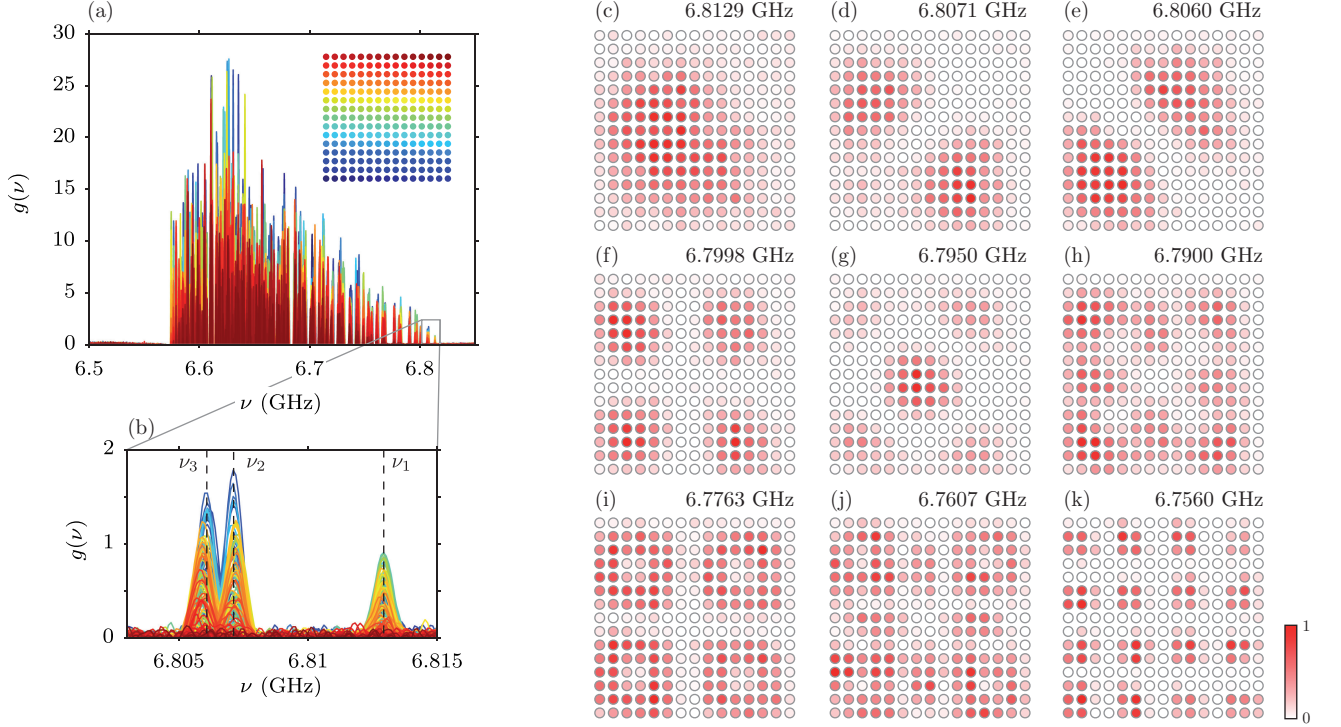 (a)
30
25
20
15
10
5
0
g(ν)
6.5
6.6
6.7
6.8
ν (GHz)
(b)
2
1
0
g(ν)
ν3
ν2
ν1
6.805
6.81
6.815
ν (GHz)
(c) 6.8129 GHz
(d) 6.8071 GHz
(e) 6.8060 GHz
(f) 6.7998 GHz
(g) 6.7950 GHz
(h) 6.7900 GHz
(i) 6.7763 GHz
(j) 6.7607 GHz
(k) 6.7560 GHz
1
0